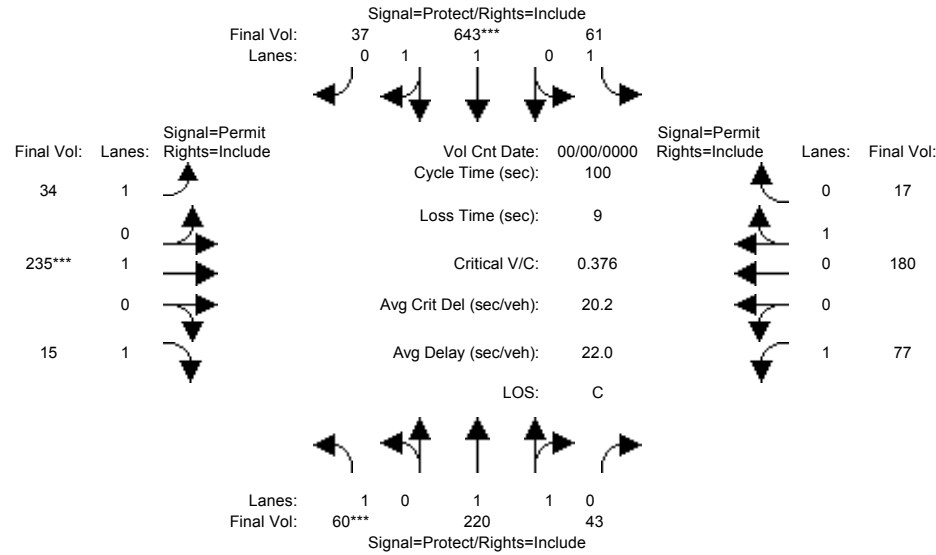 Signal=Protect/Rights=Include
Final Vol: 37 643*** 61
Lanes: 0 1 1 0 1
Signal=Permit Signal=Permit
Final Vol: Lanes: Rights=Include Vol Cnt Date: 00/00/0000 Rights=Include Lanes: Final Vol:
Cycle Time (sec): 100
34 1 0 17
Loss Time (sec): 9
0 1
235*** 1 Critical V/C: 0.376 0 180
0 Avg Crit Del (sec/veh): 20.2 0
15 1 Avg Delay (sec/veh): 22.0 1 77
LOS: C
Lanes: 1 0 1 1 0
Final Vol: 60*** 220 43
Signal=Protect/Rights=Include